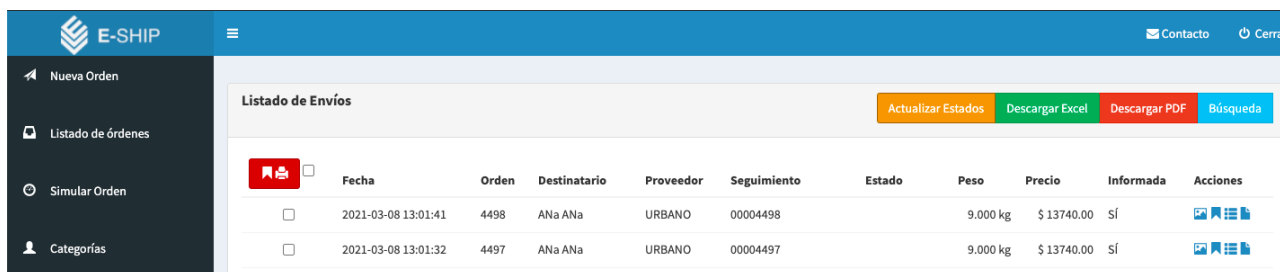 E-SHIP
Contacto
Nueva Orden
Listado de Envíos
Actualizar Estados Descargar Excel Descargar PDF Búsqueda
Listado de órdenes
Fecha Orden Destinatario Proveedor Seguimiento Estado Peso Precio Informada Acciones
Simular Orden
2021-03-08 13:01:41 4498 ANa ANa URBANO 00004498 9.000 kg $ 13740.00 SÍ
Categorías
2021-03-08 13:01:32 4497 ANa ANa URBANO 00004497 9.000 kg $ 13740.00 SÍ